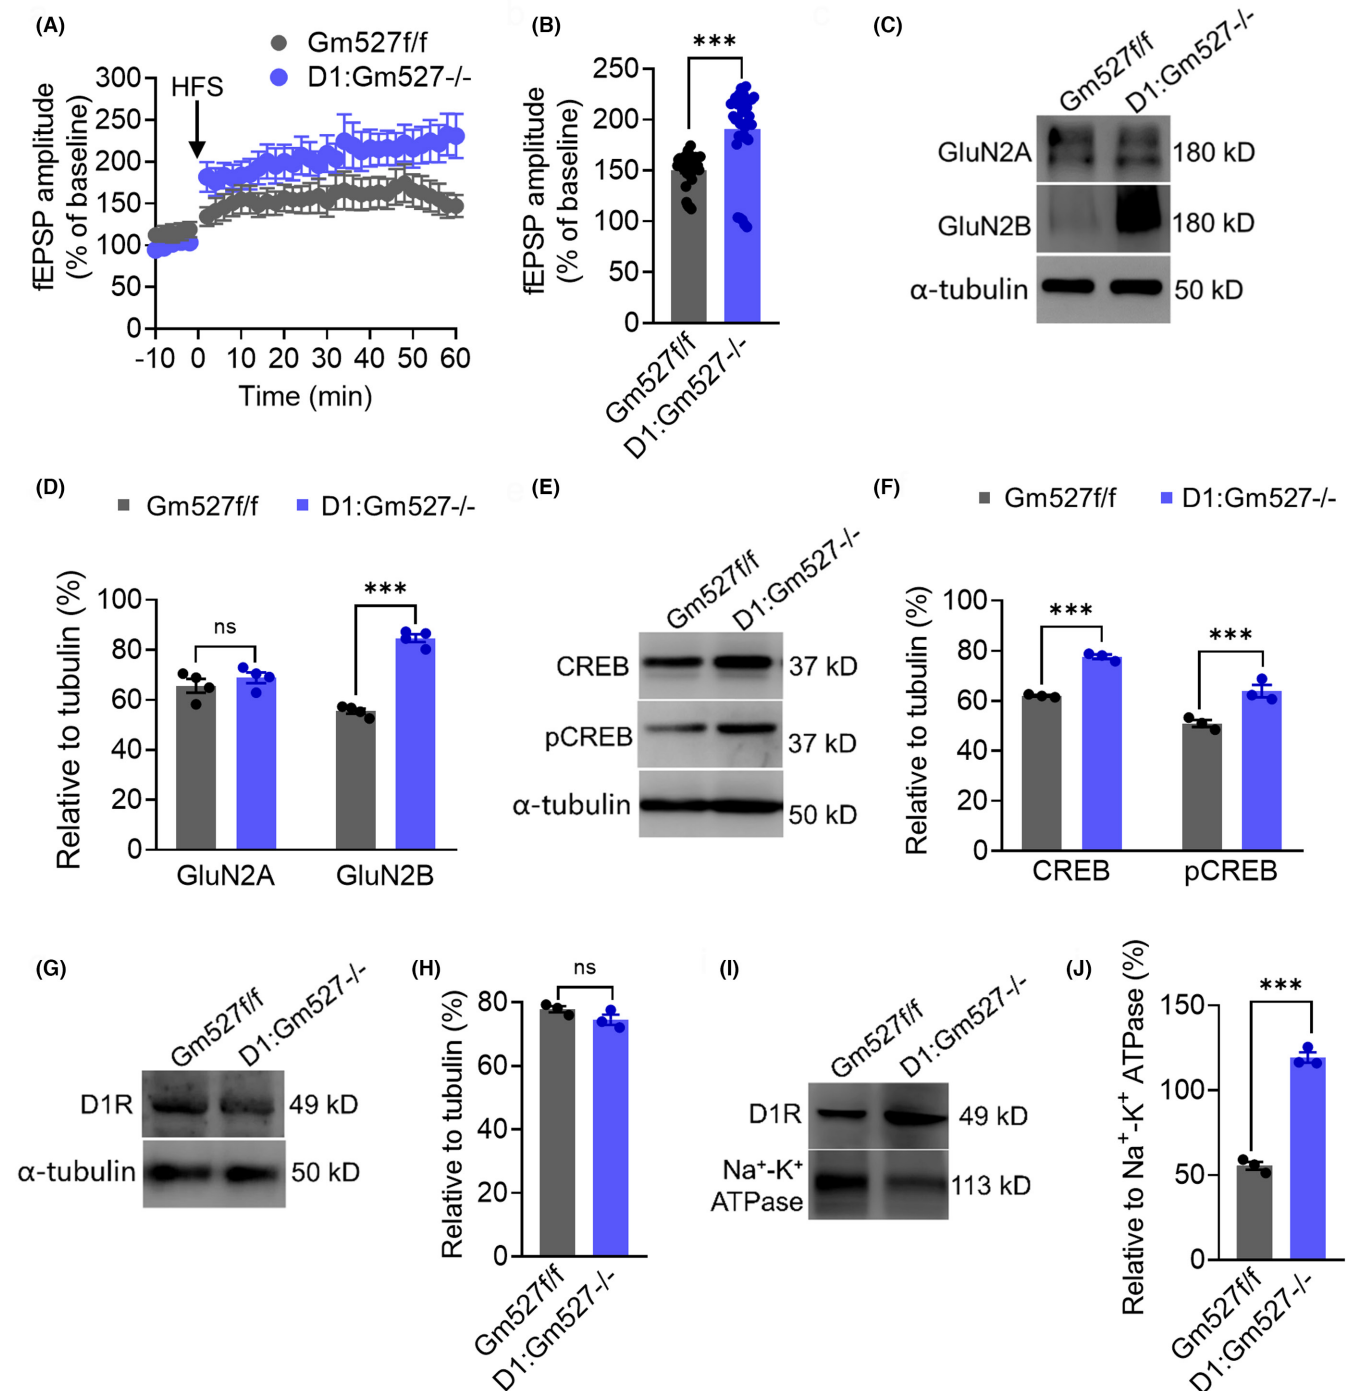 (A)
Gm527f/f
D1:Gm527-/-
HFS
fEPSP amplitude
(% of baseline)
300
250
200
150
100
50
0
-10 0 10 20 30 40 50 60
Time (min)
(B)
***
fEPSP amplitude
(% of baseline)
250
200
150
100
50
0
Gm527f/f
D1:Gm527-/-
(C)
Gm527f/f
D1:Gm527-/-
GluN2A 180 kD
GluN2B 180 kD
α-tubulin 50 kD
(D)
Gm527f/f D1:Gm527-/-
Relative to tubulin (%)
100
80
60
40
20
0
ns
***
GluN2A GluN2B
(E)
Gm527f/f
D1:Gm527-/-
CREB 37 kD
pCREB 37 kD
α-tubulin 50 kD
(F)
Gm527f/f D1:Gm527-/-
Relative to tubulin (%)
100
80
60
40
20
0
***
***
CREB pCREB
(G)
Gm527f/f
D1:Gm527-/-
D1R 49 kD
α-tubulin 50 kD
(H)
ns
Relative to tubulin (%)
80
60
40
20
0
Gm527f/f
D1:Gm527-/-
(I)
Gm527f/f
D1:Gm527-/-
D1R 49 kD
Na⁺-K⁺
ATPase 113 kD
(J)
***
Relative to Na⁺-K⁺ ATPase (%)
150
100
50
0
Gm527f/f
D1:Gm527-/-